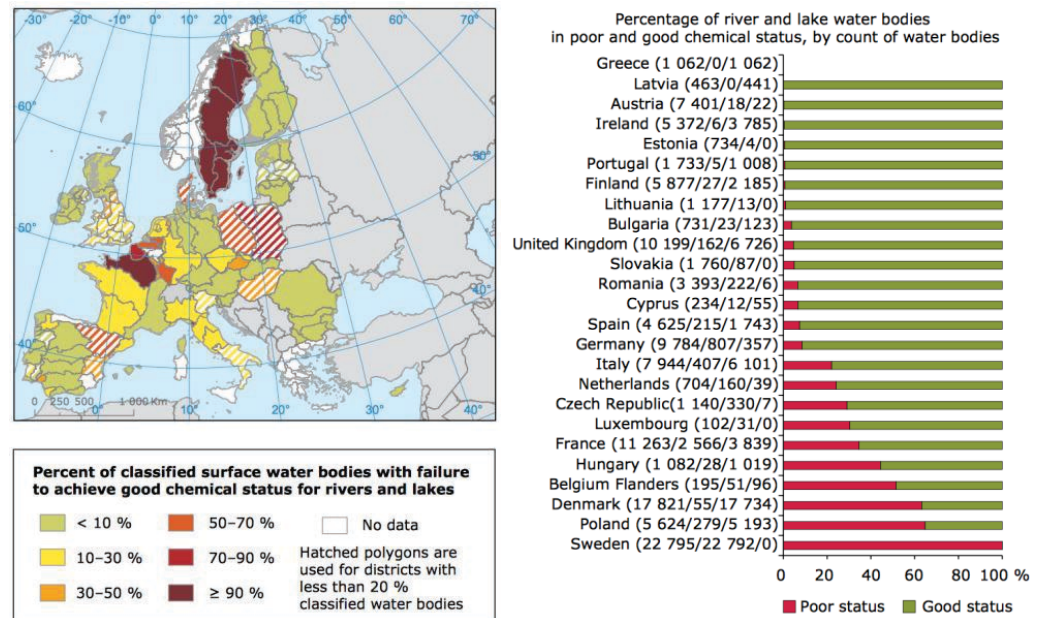 -30° -20° -10° 0° 10° 20° 30° 40° 50° 60°
60°
50°
50°
40°
40°
0 250 500 1 000 Km
0° 10° 20° 30° 40°
Percent of classified surface water bodies with failure
to achieve good chemical status for rivers and lakes
< 10 %
10–30 %
30–50 %
50–70 %
70–90 %
≥ 90 %
No data
Hatched polygons are
used for districts with
less than 20 %
classified water bodies
Percentage of river and lake water bodies
in poor and good chemical status, by count of water bodies
Greece (1 062/0/1 062)
Latvia (463/0/441)
Austria (7 401/18/22)
Ireland (5 372/6/3 785)
Estonia (734/4/0)
Portugal (1 733/5/1 008)
Finland (5 877/27/2 185)
Lithuania (1 177/13/0)
Bulgaria (731/23/123)
United Kingdom (10 199/162/6 726)
Slovakia (1 760/87/0)
Romania (3 393/222/6)
Cyprus (234/12/55)
Spain (4 625/215/1 743)
Germany (9 784/807/357)
Italy (7 944/407/6 101)
Netherlands (704/160/39)
Czech Republic(1 140/330/7)
Luxembourg (102/31/0)
France (11 263/2 566/3 839)
Hungary (1 082/28/1 019)
Belgium Flanders (195/51/96)
Denmark (17 821/55/17 734)
Poland (5 624/279/5 193)
Sweden (22 795/22 792/0)
0 20 40 60 80 100 %
Poor status Good status